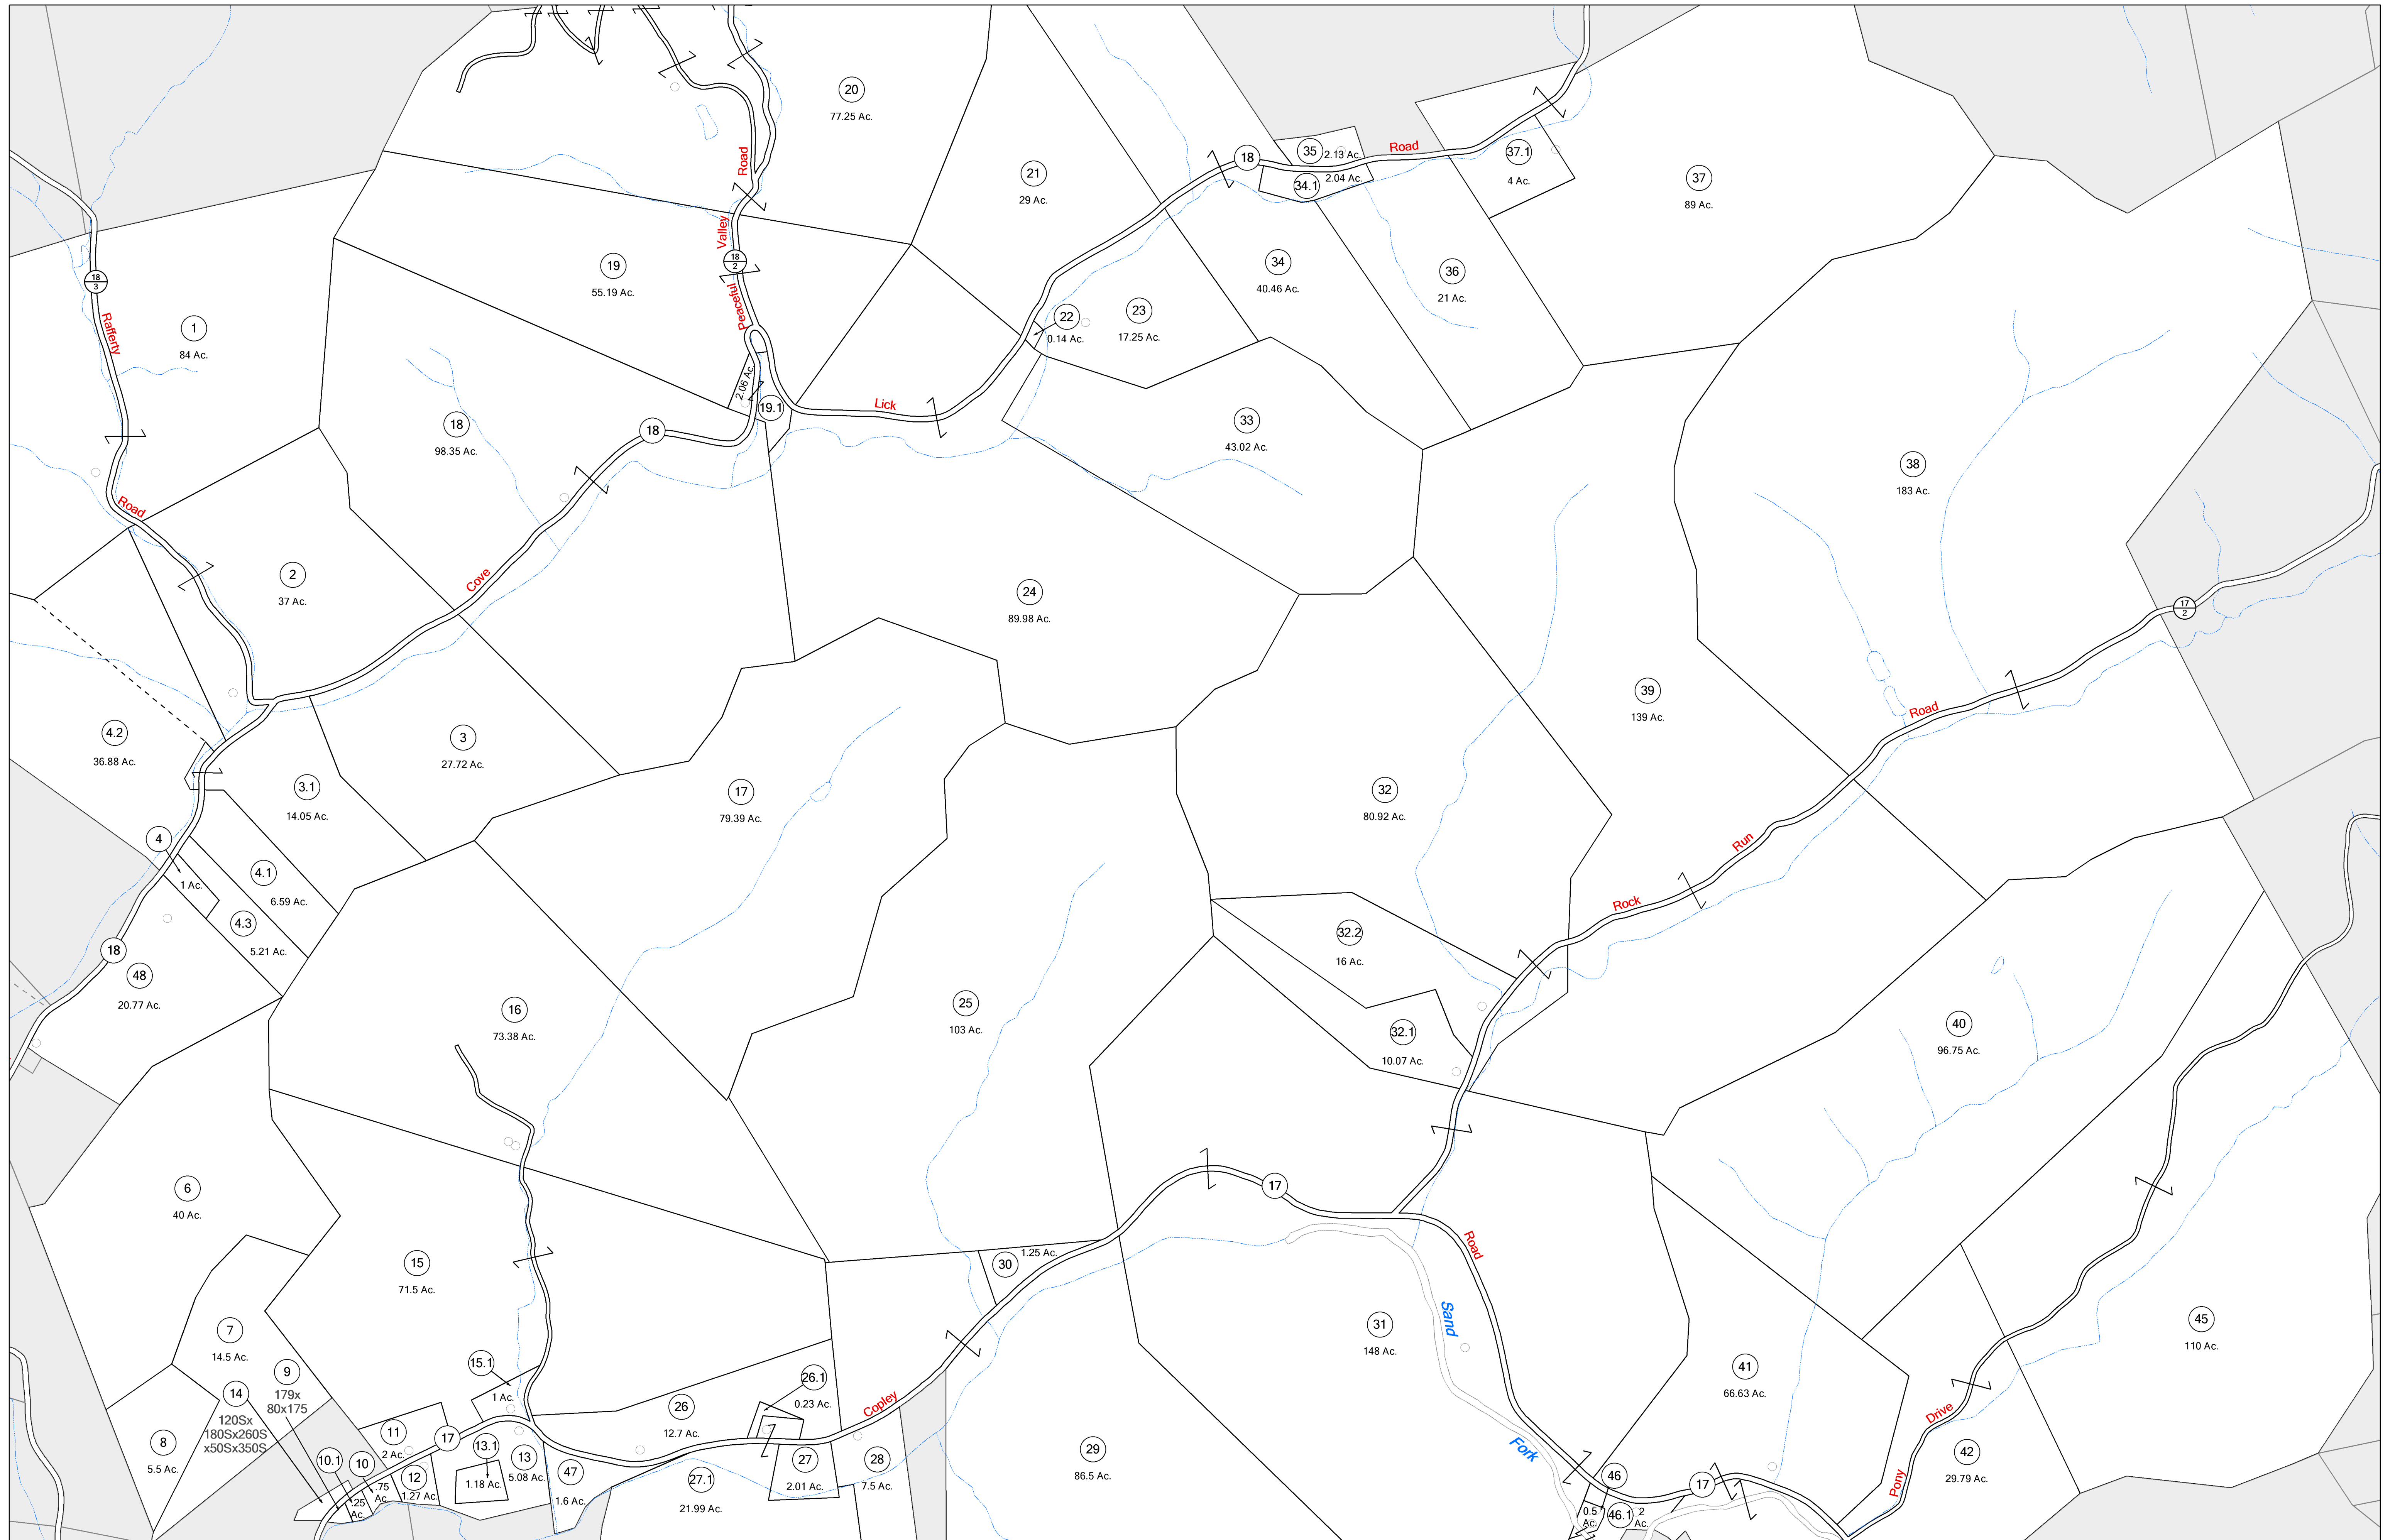 20
77.25 Ac.
Road
21
29 Ac.
18
35
2.13 Ac.
Road
34.1
2.04 Ac.
37.1
4 Ac.
37
89 Ac.
Valley
18
2
Peaceful
19
55.19 Ac.
34
40.46 Ac.
36
21 Ac.
18
3
Rafferty
1
84 Ac.
22
0.14 Ac.
23
17.25 Ac.
2.06 Ac.
19.1
Lick
18
98.35 Ac.
18
33
43.02 Ac.
38
183 Ac.
Road
2
37 Ac.
Cove
24
89.98 Ac.
17
2
39
139 Ac.
Road
4.2
36.88 Ac.
3
27.72 Ac.
3.1
14.05 Ac.
17
79.39 Ac.
32
80.92 Ac.
Run
4
1 Ac.
4.1
6.59 Ac.
4.3
5.21 Ac.
Rock
18
48
20.77 Ac.
32.2
16 Ac.
16
73.38 Ac.
25
103 Ac.
32.1
10.07 Ac.
40
96.75 Ac.
6
40 Ac.
17
15
71.5 Ac.
30
1.25 Ac.
Road
Sand
31
148 Ac.
45
110 Ac.
7
14.5 Ac.
9
179x
80x175
14
120Sx
180Sx260S
x50Sx350S
15.1
1 Ac.
26.1
0.23 Ac.
26
12.7 Ac.
Copley
41
66.63 Ac.
Drive
8
5.5 Ac.
11
2 Ac.
17
13.1
1.18 Ac.
13
5.08 Ac.
10.1
.25
Ac.
10
.75
Ac.
12
1.27 Ac.
47
1.6 Ac.
27.1
21.99 Ac.
27
2.01 Ac.
28
7.5 Ac.
29
86.5 Ac.
Fork
46
0.5
Ac.
46.1
2
Ac.
17
Pony
42
29.79 Ac.